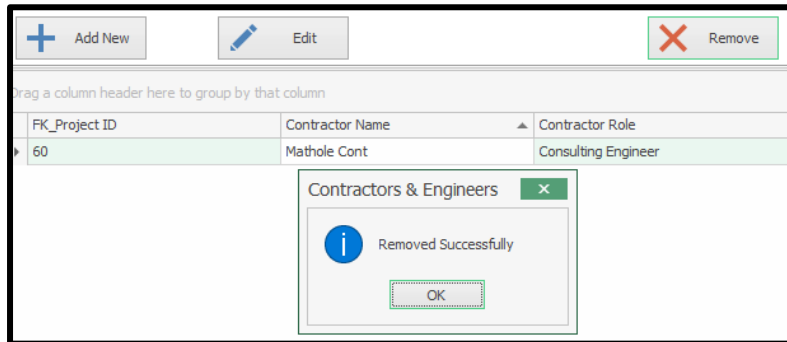 Add New Edit Remove
Drag a column header here to group by that column
FK_Project ID Contractor Name Contractor Role
60 Mathole Cont Consulting Engineer
Contractors & Engineers
Removed Successfully
OK